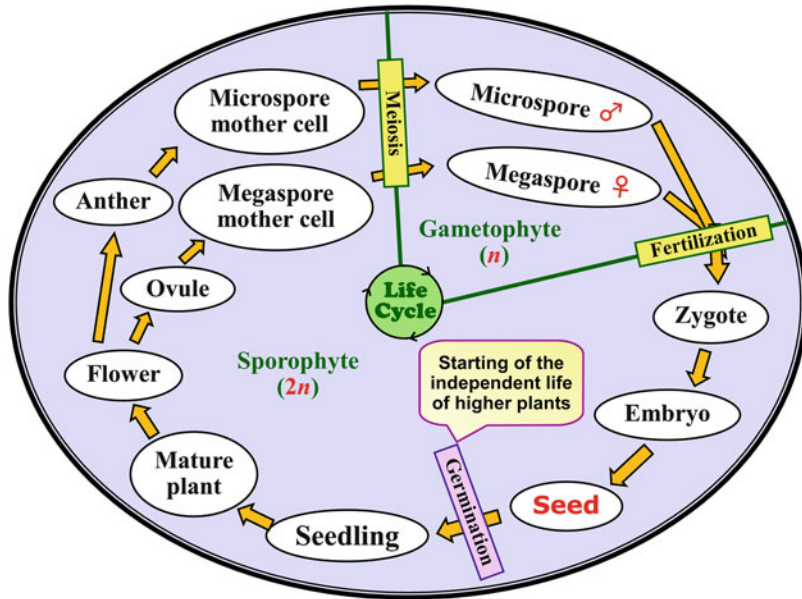 Microspore
mother cell
Meiosis
Microspore ♂
Megaspore
mother cell
Megaspore ♀
Anther
Gametophyte
(n)
Fertilization
Ovule
Life
Cycle
Zygote
Sporophyte
(2n)
Flower
Starting of the
independent life
of higher plants
Embryo
Mature
plant
Germination
Seed
Seedling